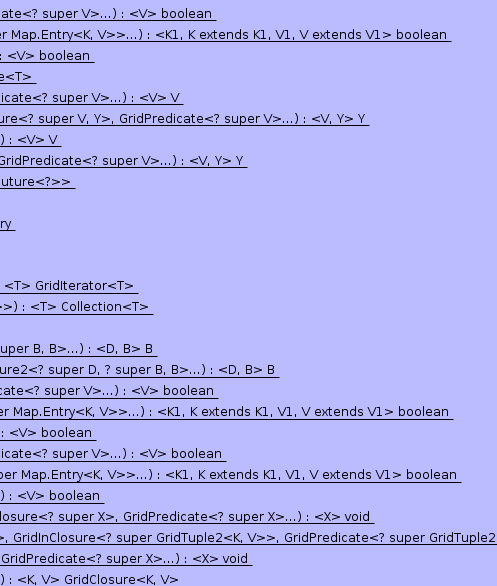 ate<? super V>...) : <V> boolean
er Map.Entry<K, V>>...) : <K1, K extends K1, V1, V extends V1> boolean
: <V> boolean
e<T>
licate<? super V>...) : <V> V
ure<? super V, Y>, GridPredicate<? super V>...) : <V, Y> Y
) : <V> V
GridPredicate<? super V>...) : <V, Y> Y
uture<?>>
ry
<T> GridIterator<T>
>>) : <T> Collection<T>
super B, B>...) : <D, B> B
ure2<? super D, ? super B, B>...) : <D, B> B
cate<? super V>...) : <V> boolean
er Map.Entry<K, V>>...) : <K1, K extends K1, V1, V extends V1> boolean
: <V> boolean
dicate<? super V>...) : <V> boolean
per Map.Entry<K, V>>...) : <K1, K extends K1, V1, V extends V1> boolean
) : <V> boolean
losure<? super X>, GridPredicate<? super X>...) : <X> void
>, GridInClosure<? super GridTuple2<K, V>>, GridPredicate<? super GridTuple2
GridPredicate<? super X>...) : <X> void
) : <K, V> GridClosure<K, V>